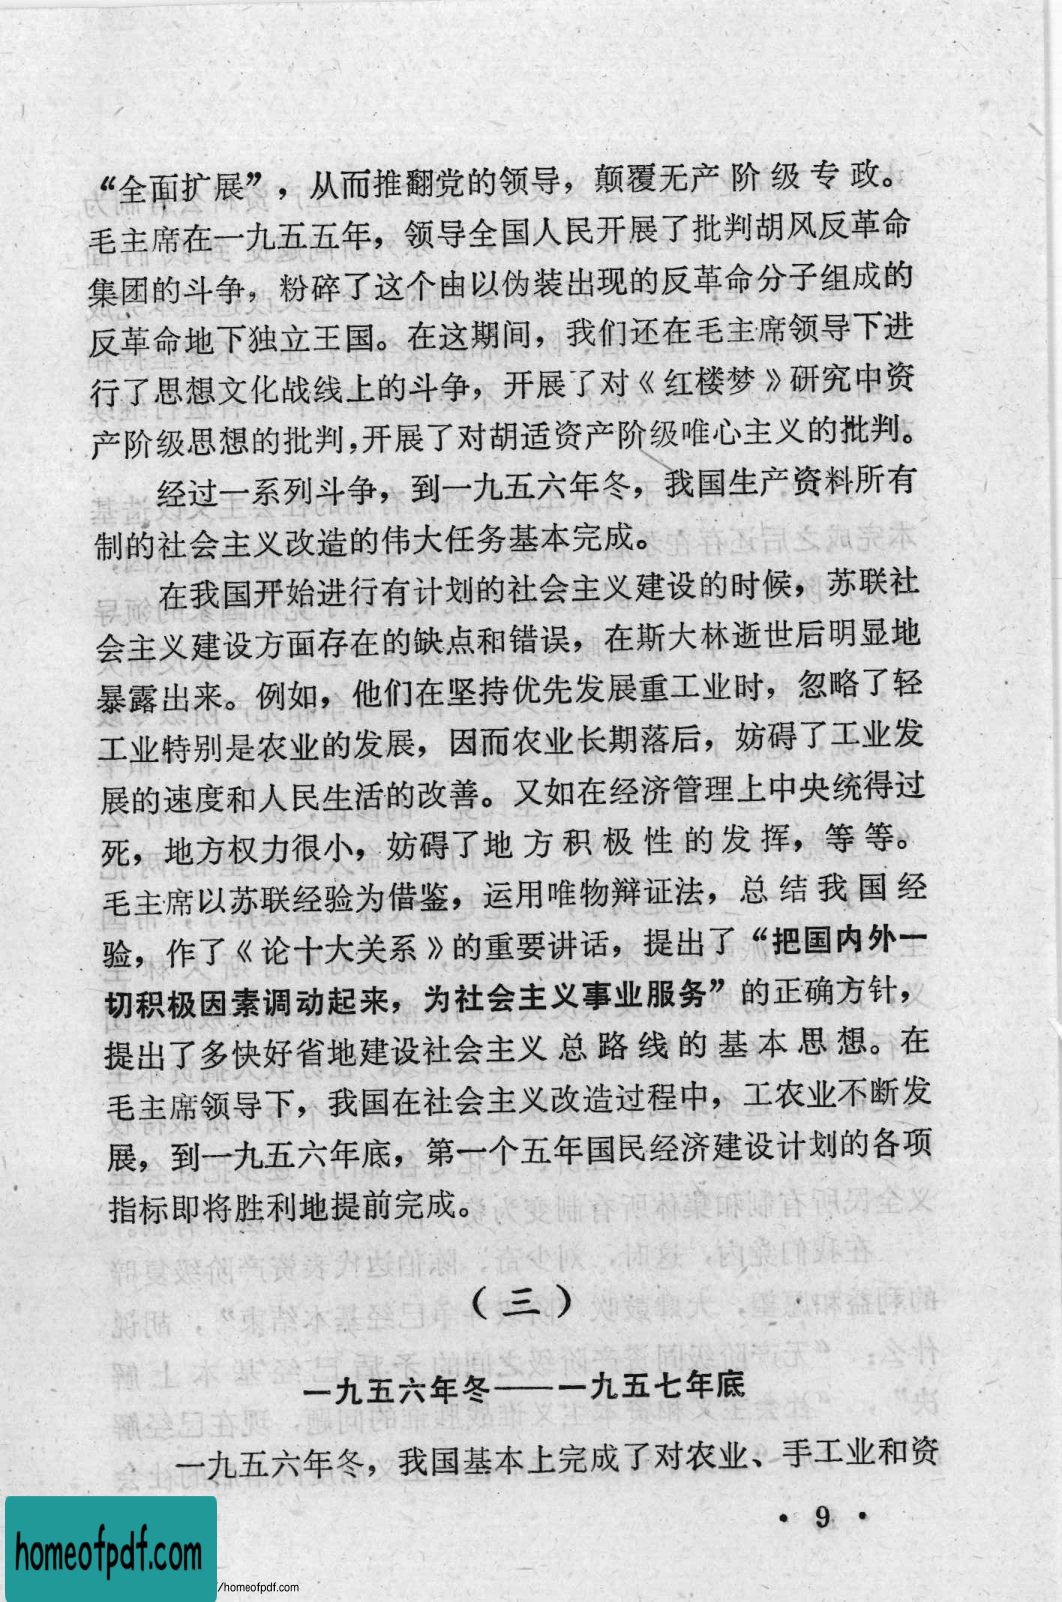 “全面扩展”，从而推翻党的领导，颠覆无产阶级专政。
毛主席在一九五五年，领导全国人民开展了批判胡风反革命
集团的斗争，粉碎了这个由以伪装出现的反革命分子组成的
反革命地下独立王国。在这期间，我们还在毛主席领导下进
行了思想文化战线上的斗争，开展了对《红楼梦》研究中资
产阶级思想的批判，开展了对胡适资产阶级唯心主义的批判。
经过一系列斗争，到一九五六年冬，我国生产资料所有
制的社会主义改造的伟大任务基本完成。
在我国开始进行有计划的社会主义建设的时候，苏联社
会主义建设方面存在的缺点和错误，在斯大林逝世后明显地
暴露出来。例如，他们在坚持优先发展重工业时，忽略了轻
工业特别是农业的发展，因而农业长期落后，妨碍了工业发
展的速度和人民生活的改善。又如在经济管理上中央统得过
死，地方权力很小，妨碍了地方积极性的发挥，等等。
毛主席以苏联经验为借鉴，运用唯物辩证法，总结我国经
验，作了《论十大关系》的重要讲话，提出了“把国内外一
切积极因素调动起来，为社会主义事业服务”的正确方针，
提出了多快好省地建设社会主义总路线的基本思想。在
毛主席领导下，我国在社会主义改造过程中，工农业不断发
展，到一九五六年底，第一个五年国民经济建设计划的各项
指标即将胜利地提前完成。
（三）
一九五六年冬——一九五七年底
一九五六年冬，我国基本上完成了对农业、手工业和资
• 9 •
homeofpdf.com
/homeofpdf.com